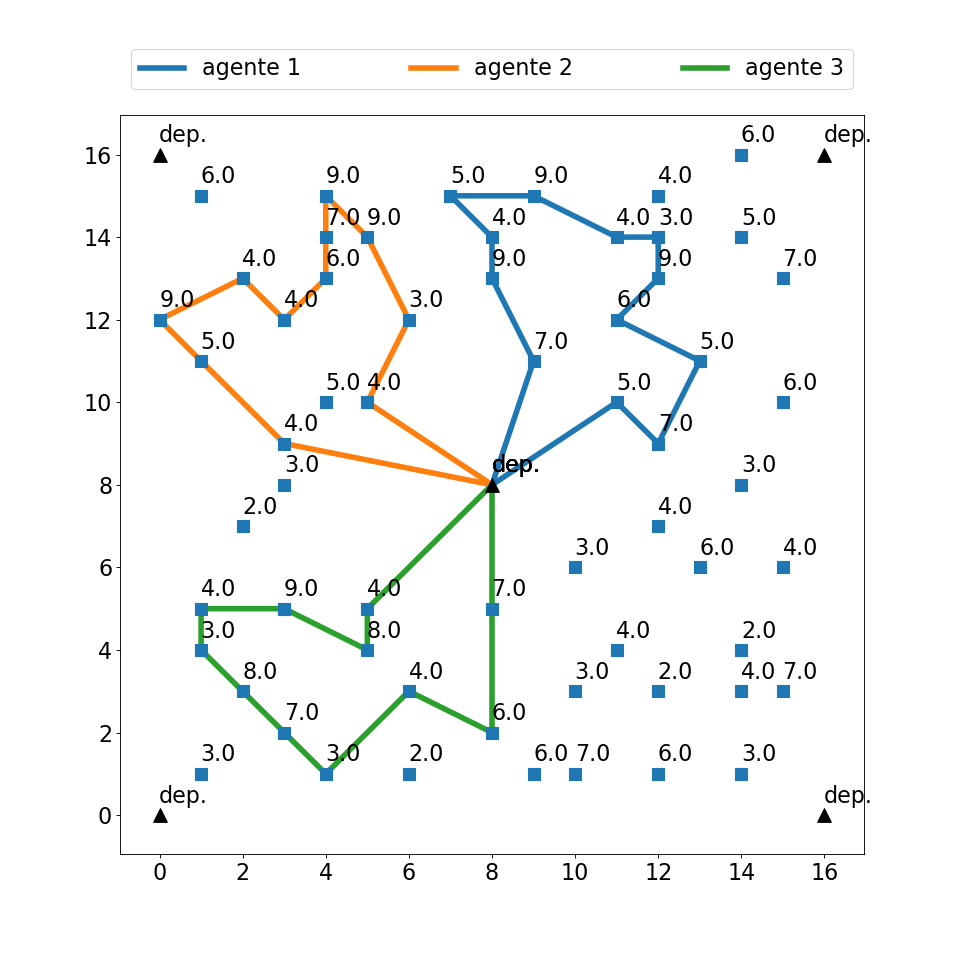 agente 1 agente 2 agente 3
dep. 6.0 dep.
16
6.0 9.0 5.0 9.0 4.0
7.0 9.0 4.0 4.0 3.0 5.0
14
4.0 6.0 9.0 9.0 7.0
9.0 4.0 3.0 6.0
12
5.0 7.0 5.0
5.0 4.0 5.0 6.0
10
4.0 7.0
3.0 dep. 3.0
8
2.0 4.0
3.0 6.0 4.0
6
4.0 9.0 4.0 7.0
3.0 8.0 4.0 2.0
4
8.0 4.0 3.0 2.0 4.0 7.0
7.0 6.0
2
3.0 3.0 2.0 6.0 7.0 6.0 3.0
dep. dep.
0
0 2 4 6 8 10 12 14 16